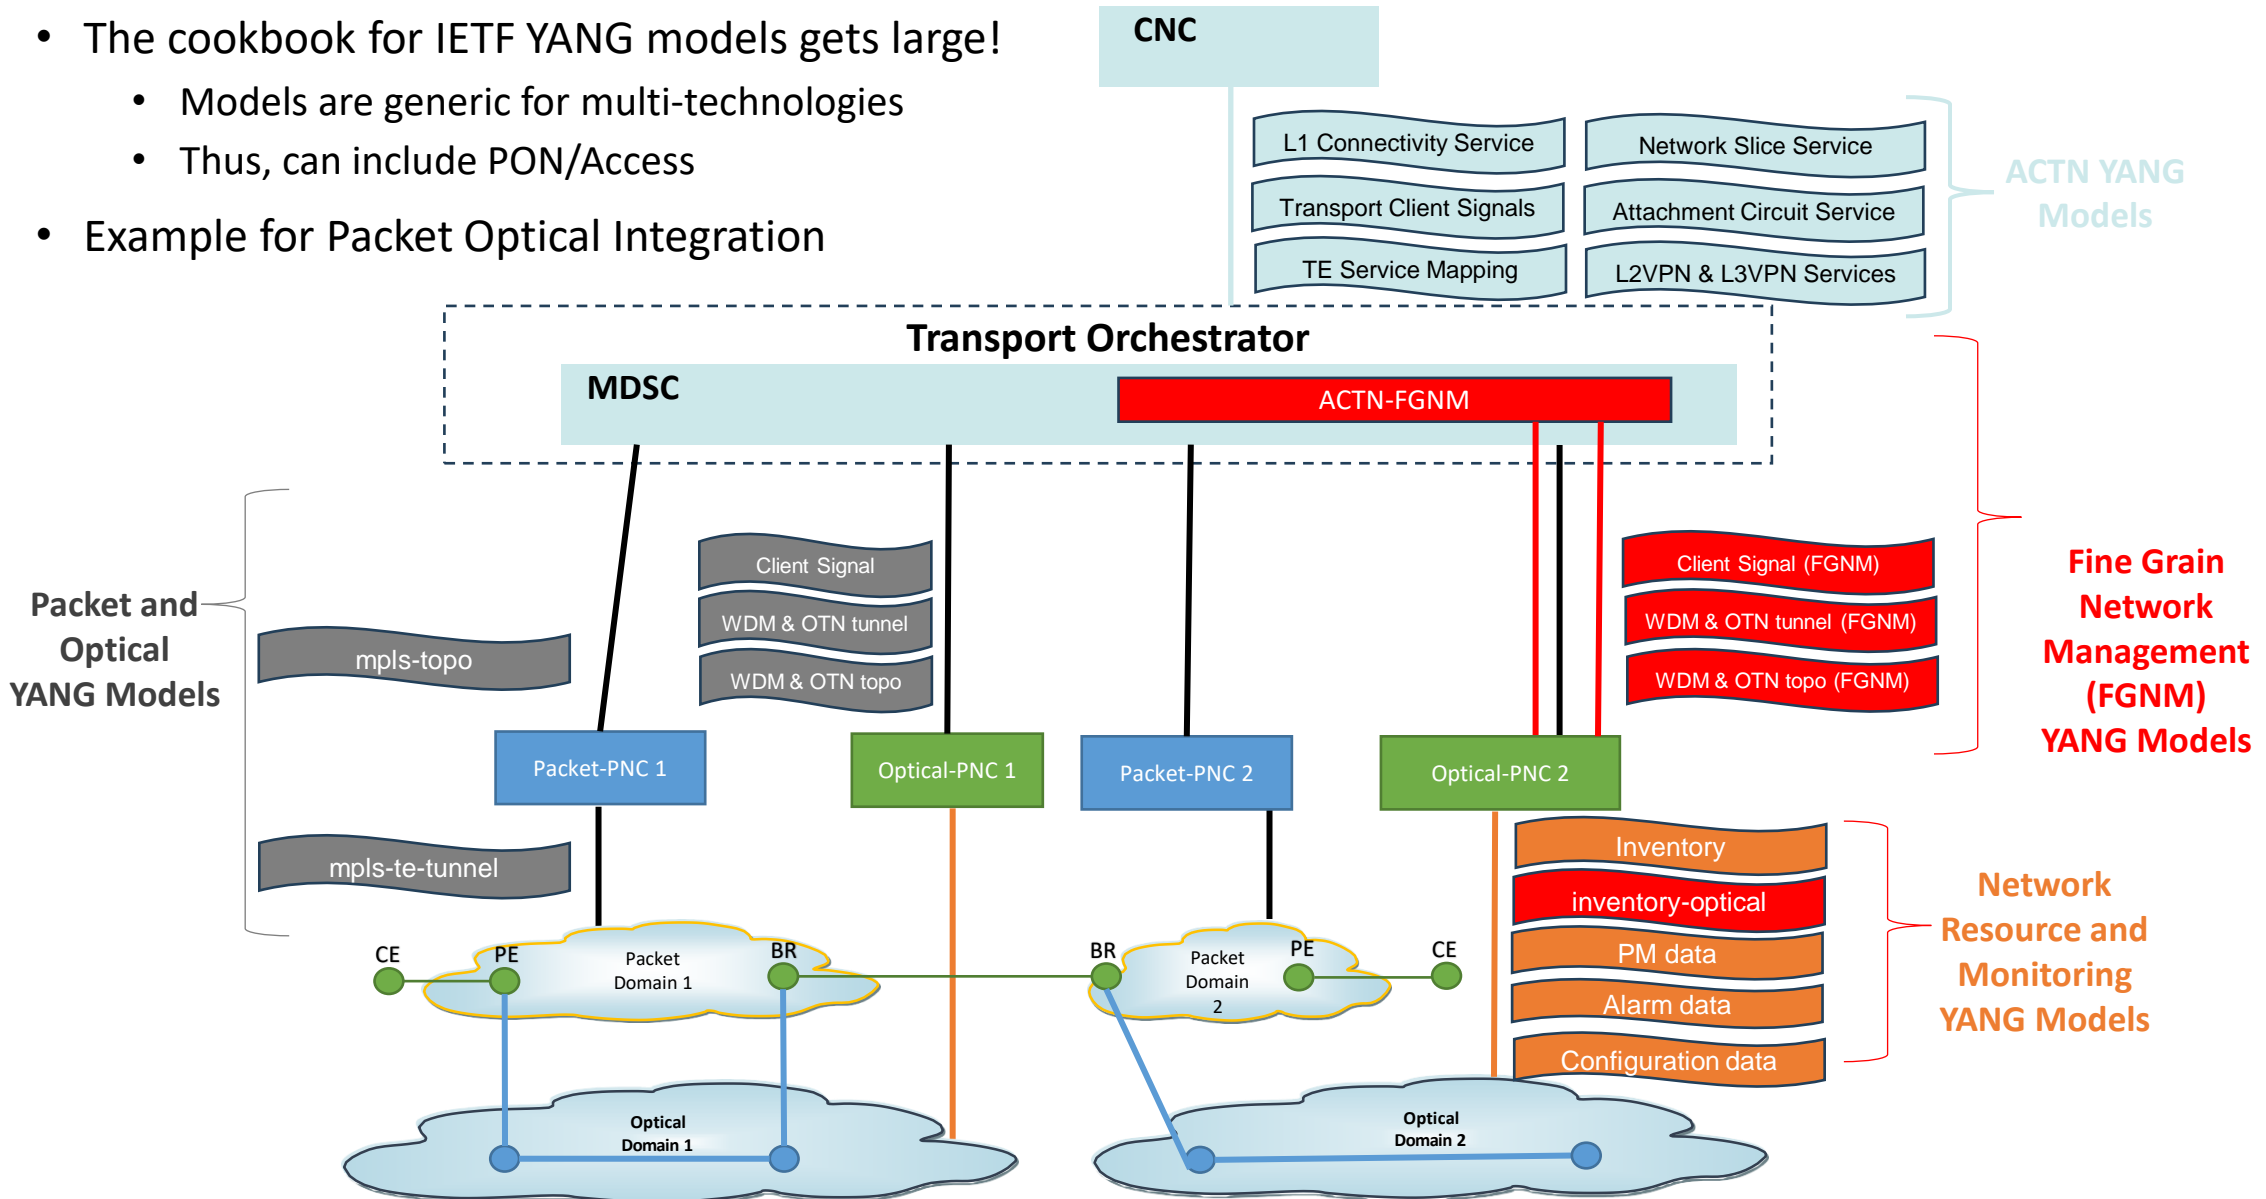 • The cookbook for IETF YANG models gets large!
• Models are generic for multi-technologies
• Thus, can include PON/Access
• Example for Packet Optical Integration
CNC
L1 Connectivity Service
Network Slice Service
Transport Client Signals
Attachment Circuit Service
TE Service Mapping
L2VPN & L3VPN Services
ACTN YANG
Models
Transport Orchestrator
MDSC
ACTN-FGNM
Packet and
Optical
YANG Models
mpls-topo
mpls-te-tunnel
Client Signal
WDM & OTN tunnel
WDM & OTN topo
Client Signal (FGNM)
WDM & OTN tunnel (FGNM)
WDM & OTN topo (FGNM)
Fine Grain
Network
Management
(FGNM)
YANG Models
Packet-PNC 1
Optical-PNC 1
Packet-PNC 2
Optical-PNC 2
Inventory
inventory-optical
PM data
Alarm data
Configuration data
Network
Resource and
Monitoring
YANG Models
CE
PE
Packet
Domain 1
BR
BR
Packet
Domain
2
PE
CE
Optical
Domain 1
Optical
Domain 2